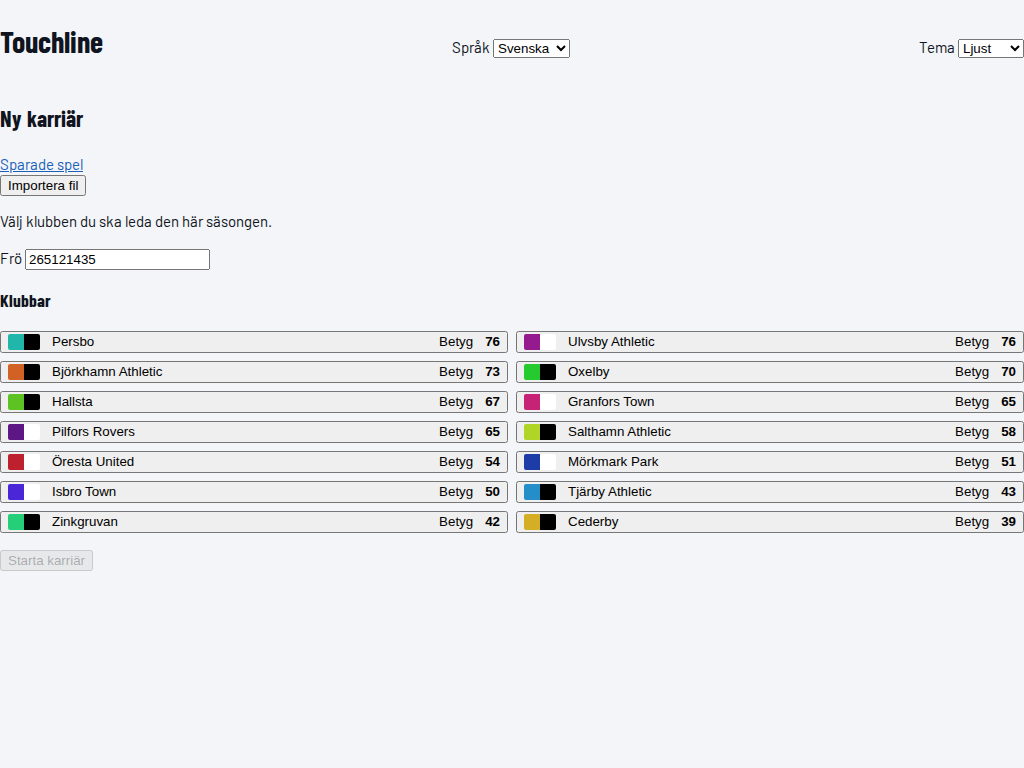 Touchline
Språk Svenska
Tema Ljust
Ny karriär
Sparade spel
Importera fil
Välj klubben du ska leda den här säsongen.
Frö 265121435
Klubbar
Persbo Betyg 76
Ulvsby Athletic Betyg 76
Björkhamn Athletic Betyg 73
Oxelby Betyg 70
Hallsta Betyg 67
Granfors Town Betyg 65
Pilfors Rovers Betyg 65
Salthamn Athletic Betyg 58
Öresta United Betyg 54
Mörkmark Park Betyg 51
Isbro Town Betyg 50
Tjärby Athletic Betyg 43
Zinkgruvan Betyg 42
Cederby Betyg 39
Starta karriär